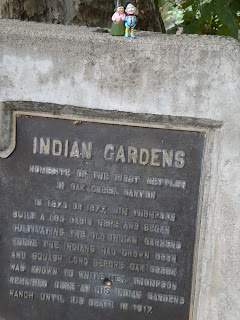 INDIAN GARDENS
HOMESITE OF THE FIRST SETTLER
IN OAK CREEK CANYON
IN 1876 OR 1877, JIM THOMPSON
BUILT A LOG CABIN HERE AND BEGAN
CULTIVATING THE OLD INDIAN GARDENS
WHERE THE INDIANS HAD GROWN CORN
AND SQUASH LONG BEFORE OAK CREEK
WAS KNOWN TO WHITE MEN. THOMPSON
REMAINED HERE AT HIS INDIAN GARDENS
RANCH UNTIL HIS DEATH IN 1917.